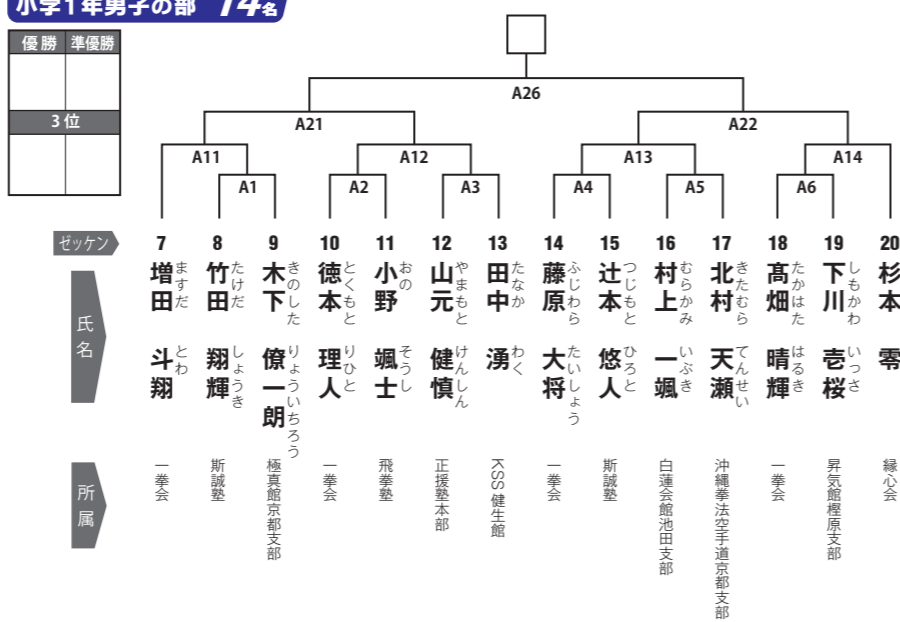 小学1年男子の部 14名
優勝 準優勝
3位
A26
A21 A22
A11 A12 A13 A14
A1 A2 A3 A4 A5 A6
ゼッケン 7 8 9 10 11 12 13 14 15 16 17 18 19 20
氏名
増田 斗翔 ますだ とわ
竹田 翔輝 たけだ しょうき
木下 僚一朗 きのした りょういちろう
徳本 理人 とくもと りひと
小野 颯士 おの そうし
山元 健慎 やまもと けんしん
田中 湧 たなか わく
藤原 大将 ふじわら たいしょう
辻本 悠人 つじもと ひろと
村上 一颯 むらかみ いぶき
北村 天瀬 きたむら てんせい
髙畑 晴輝 たかはた はるき
下川 壱桜 しもかわ いっさ
杉本 零
所属
一拳会
斯誠塾
極真館京都支部
一拳会
飛拳塾
正援塾本部
KSS 健生館
一拳会
斯誠塾
白蓮会館池田支部
沖縄拳法空手道京都支部
一拳会
昇気館樫原支部
縁心会